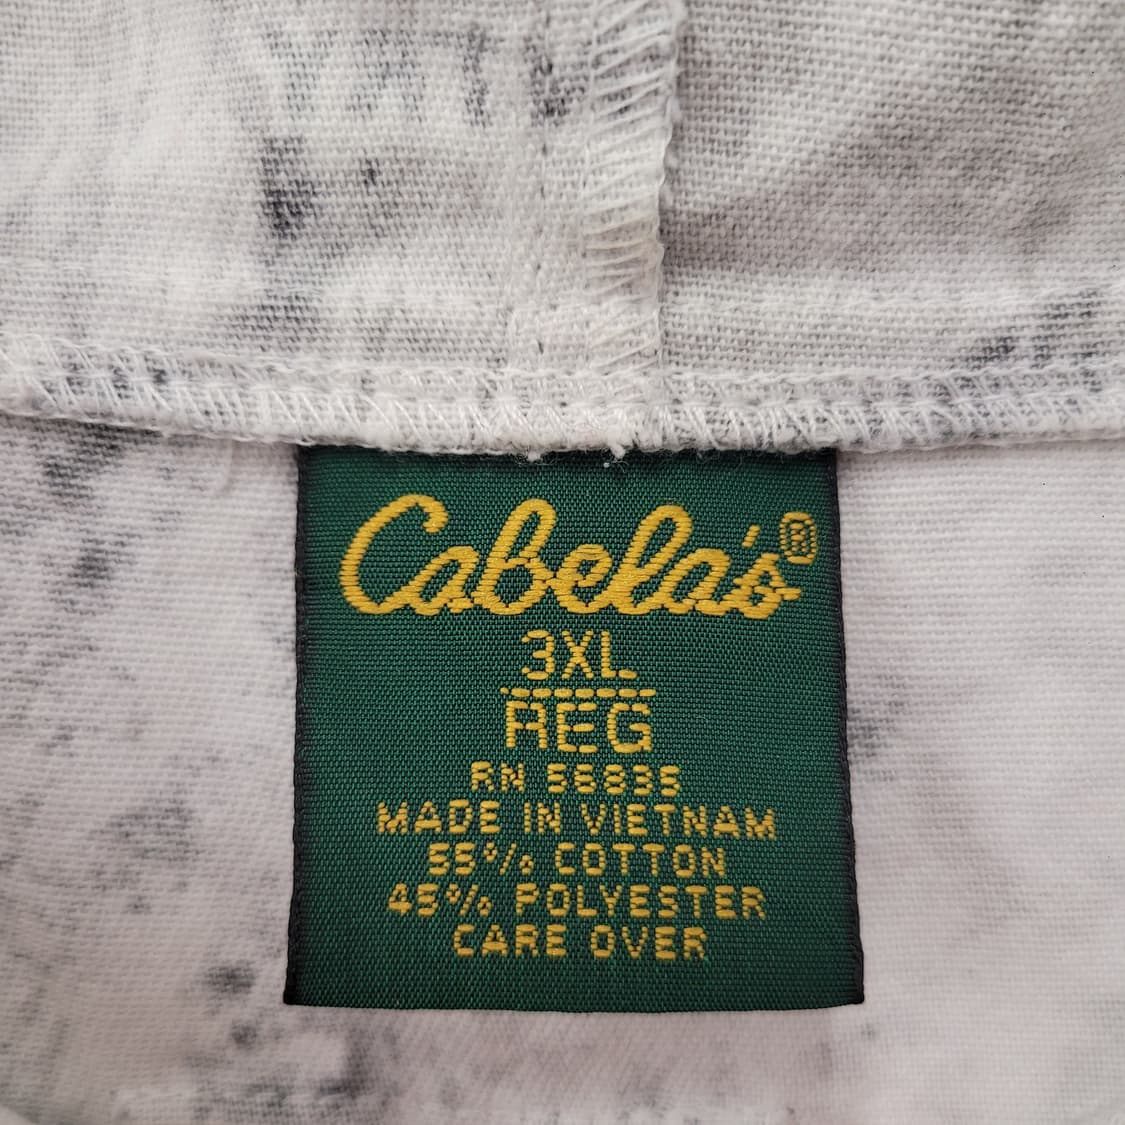 Cabela's®
3XL
REG
RN 56835
MADE IN VIETNAM
55% COTTON
45% POLYESTER
CARE OVER